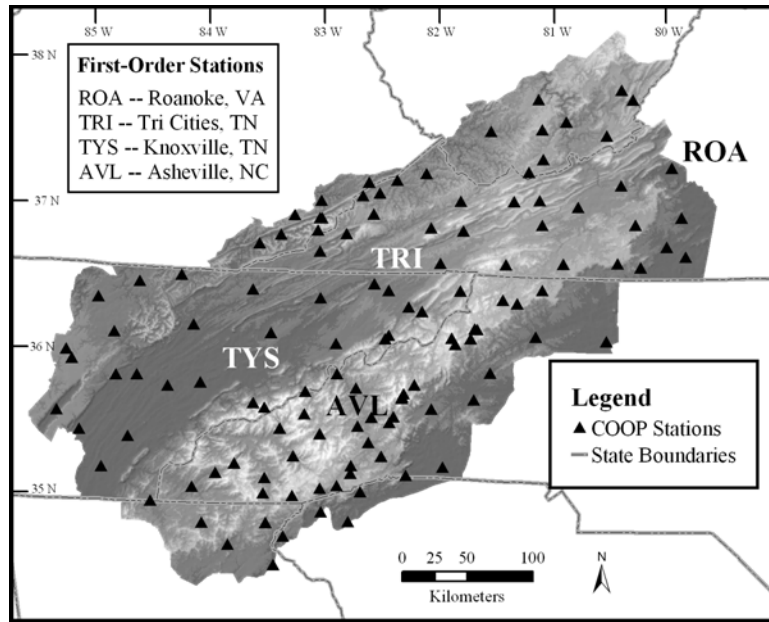 85 W 84 W 83 W 82 W 81 W 80 W
38 N
First-Order Stations
ROA -- Roanoke, VA
TRI -- Tri Cities, TN
TYS -- Knoxville, TN
AVL -- Asheville, NC
ROA
37 N
TRI
36 N
TYS
AVL
Legend
COOP Stations
State Boundaries
35 N
0 25 50 100
Kilometers
N